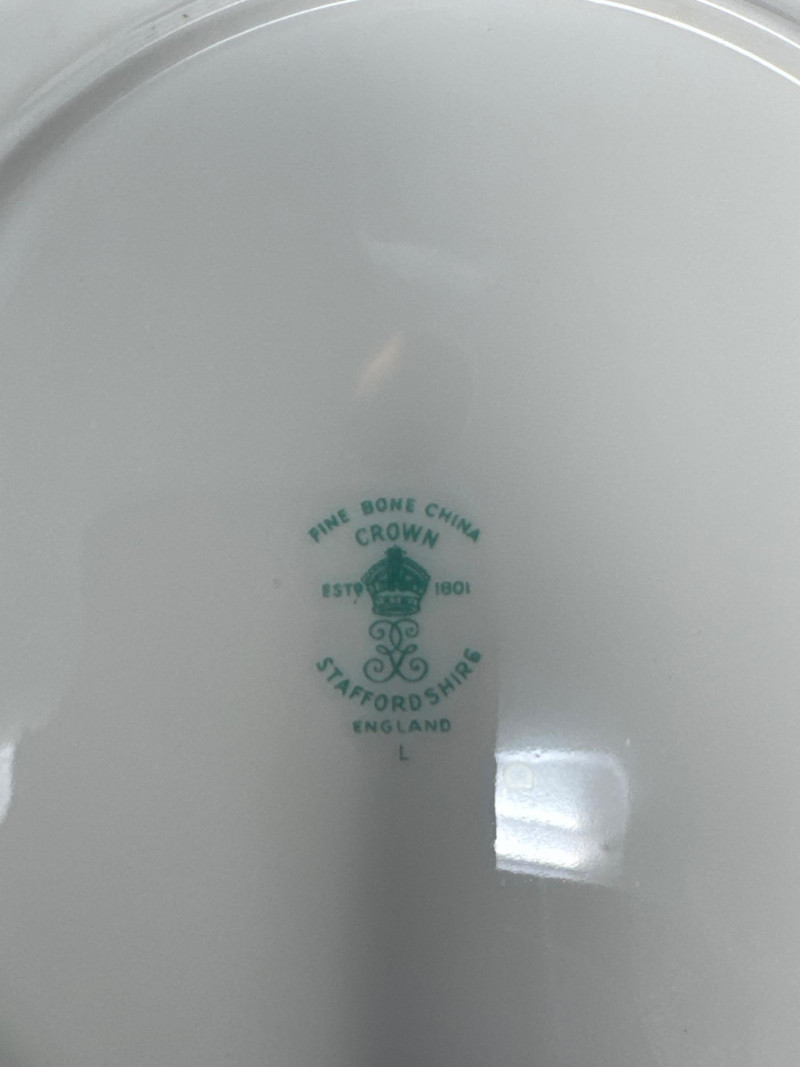 FINE BONE CHINA
CROWN
ESTD 1801
STAFFORDSHIRE
ENGLAND
L